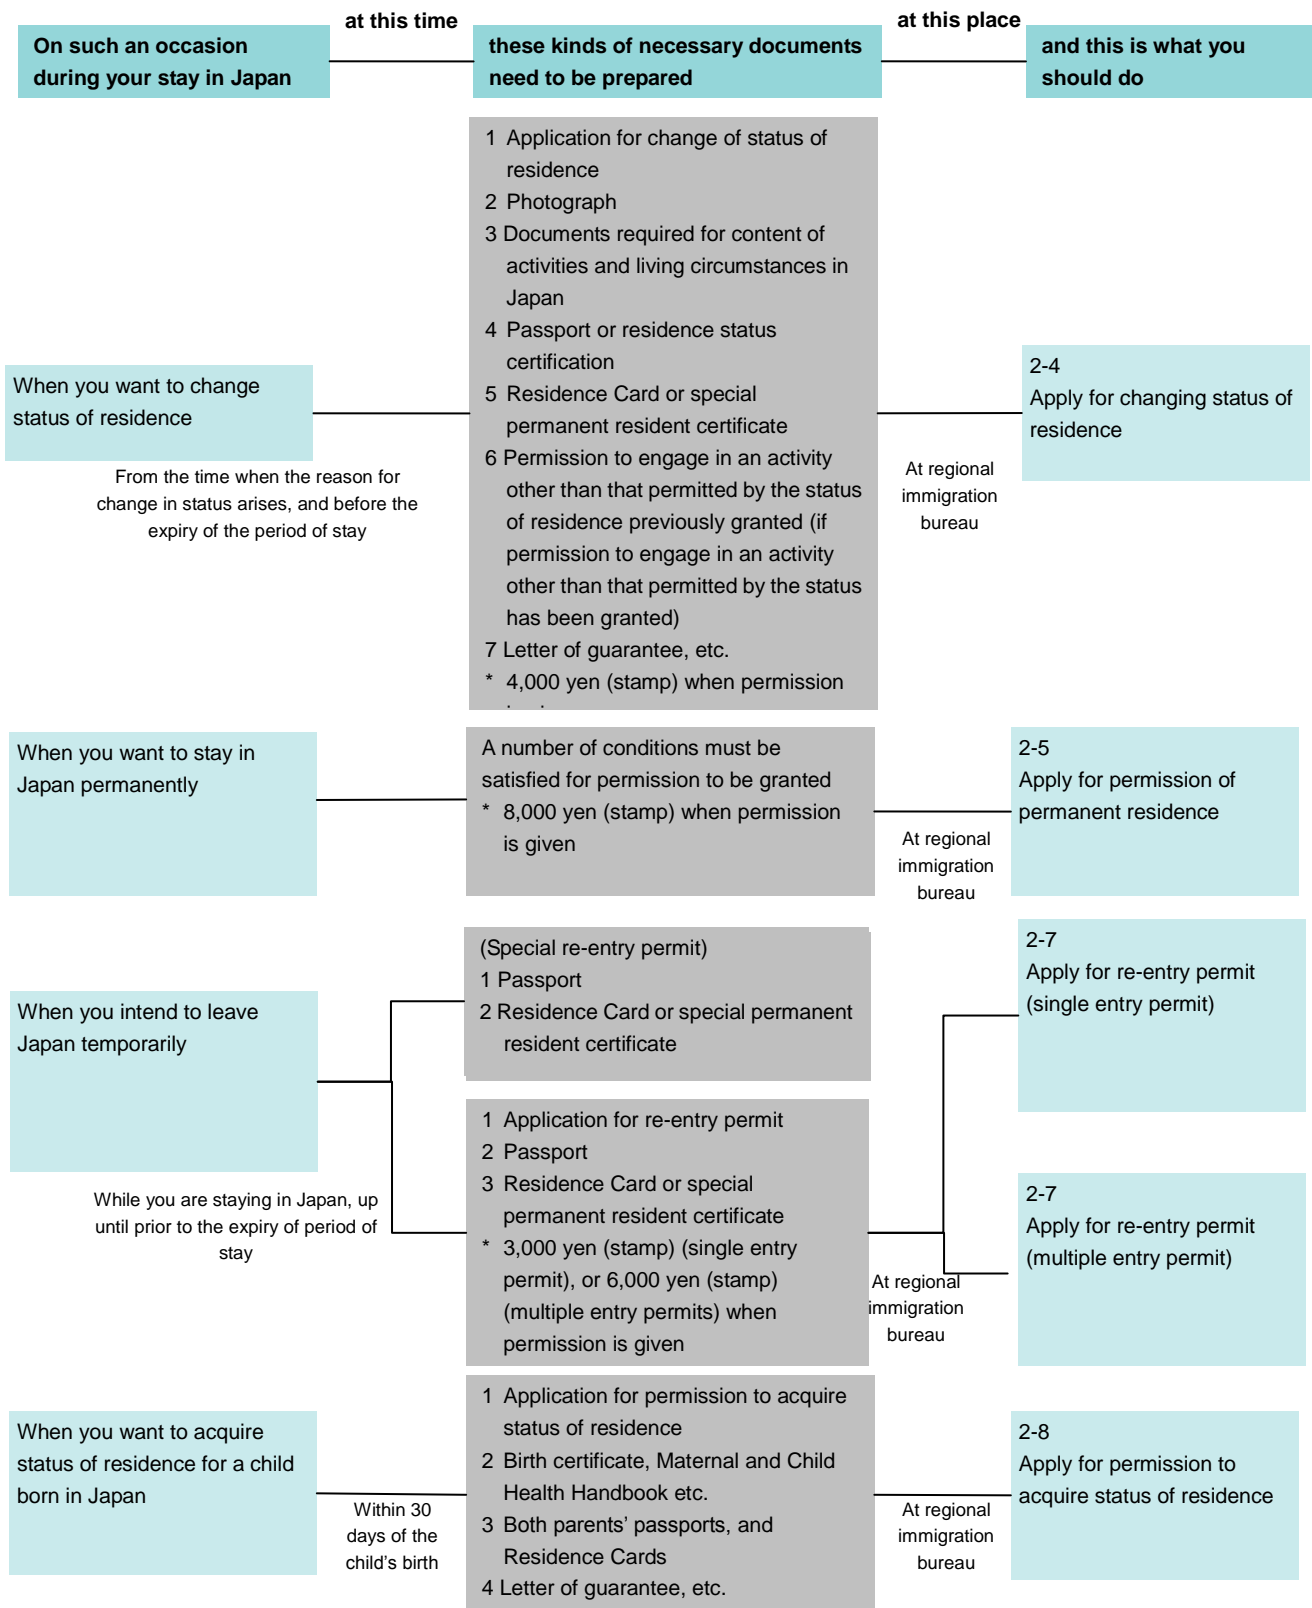 at this time
at this place
On such an occasion
during your stay in Japan
these kinds of necessary documents
need to be prepared
and this is what you
should do
When you want to change
status of residence
From the time when the reason for
change in status arises, and before the
expiry of the period of stay
1 Application for change of status of
residence
2 Photograph
3 Documents required for content of
activities and living circumstances in
Japan
4 Passport or residence status
certification
5 Residence Card or special
permanent resident certificate
6 Permission to engage in an activity
other than that permitted by the status
of residence previously granted (if
permission to engage in an activity
other than that permitted by the status
has been granted)
7 Letter of guarantee, etc.
* 4,000 yen (stamp) when permission
At regional
immigration
bureau
2-4
Apply for changing status of
residence
When you want to stay in
Japan permanently
A number of conditions must be
satisfied for permission to be granted
* 8,000 yen (stamp) when permission
is given
At regional
immigration
bureau
2-5
Apply for permission of
permanent residence
When you intend to leave
Japan temporarily
While you are staying in Japan, up
until prior to the expiry of period of
stay
(Special re-entry permit)
1 Passport
2 Residence Card or special permanent
resident certificate
1 Application for re-entry permit
2 Passport
3 Residence Card or special
permanent resident certificate
* 3,000 yen (stamp) (single entry
permit), or 6,000 yen (stamp)
(multiple entry permits) when
permission is given
At regional
immigration
bureau
2-7
Apply for re-entry permit
(single entry permit)
2-7
Apply for re-entry permit
(multiple entry permit)
When you want to acquire
status of residence for a child
born in Japan
Within 30
days of the
child's birth
1 Application for permission to acquire
status of residence
2 Birth certificate, Maternal and Child
Health Handbook etc.
3 Both parents' passports, and
Residence Cards
4 Letter of guarantee, etc.
At regional
immigration
bureau
2-8
Apply for permission to
acquire status of residence